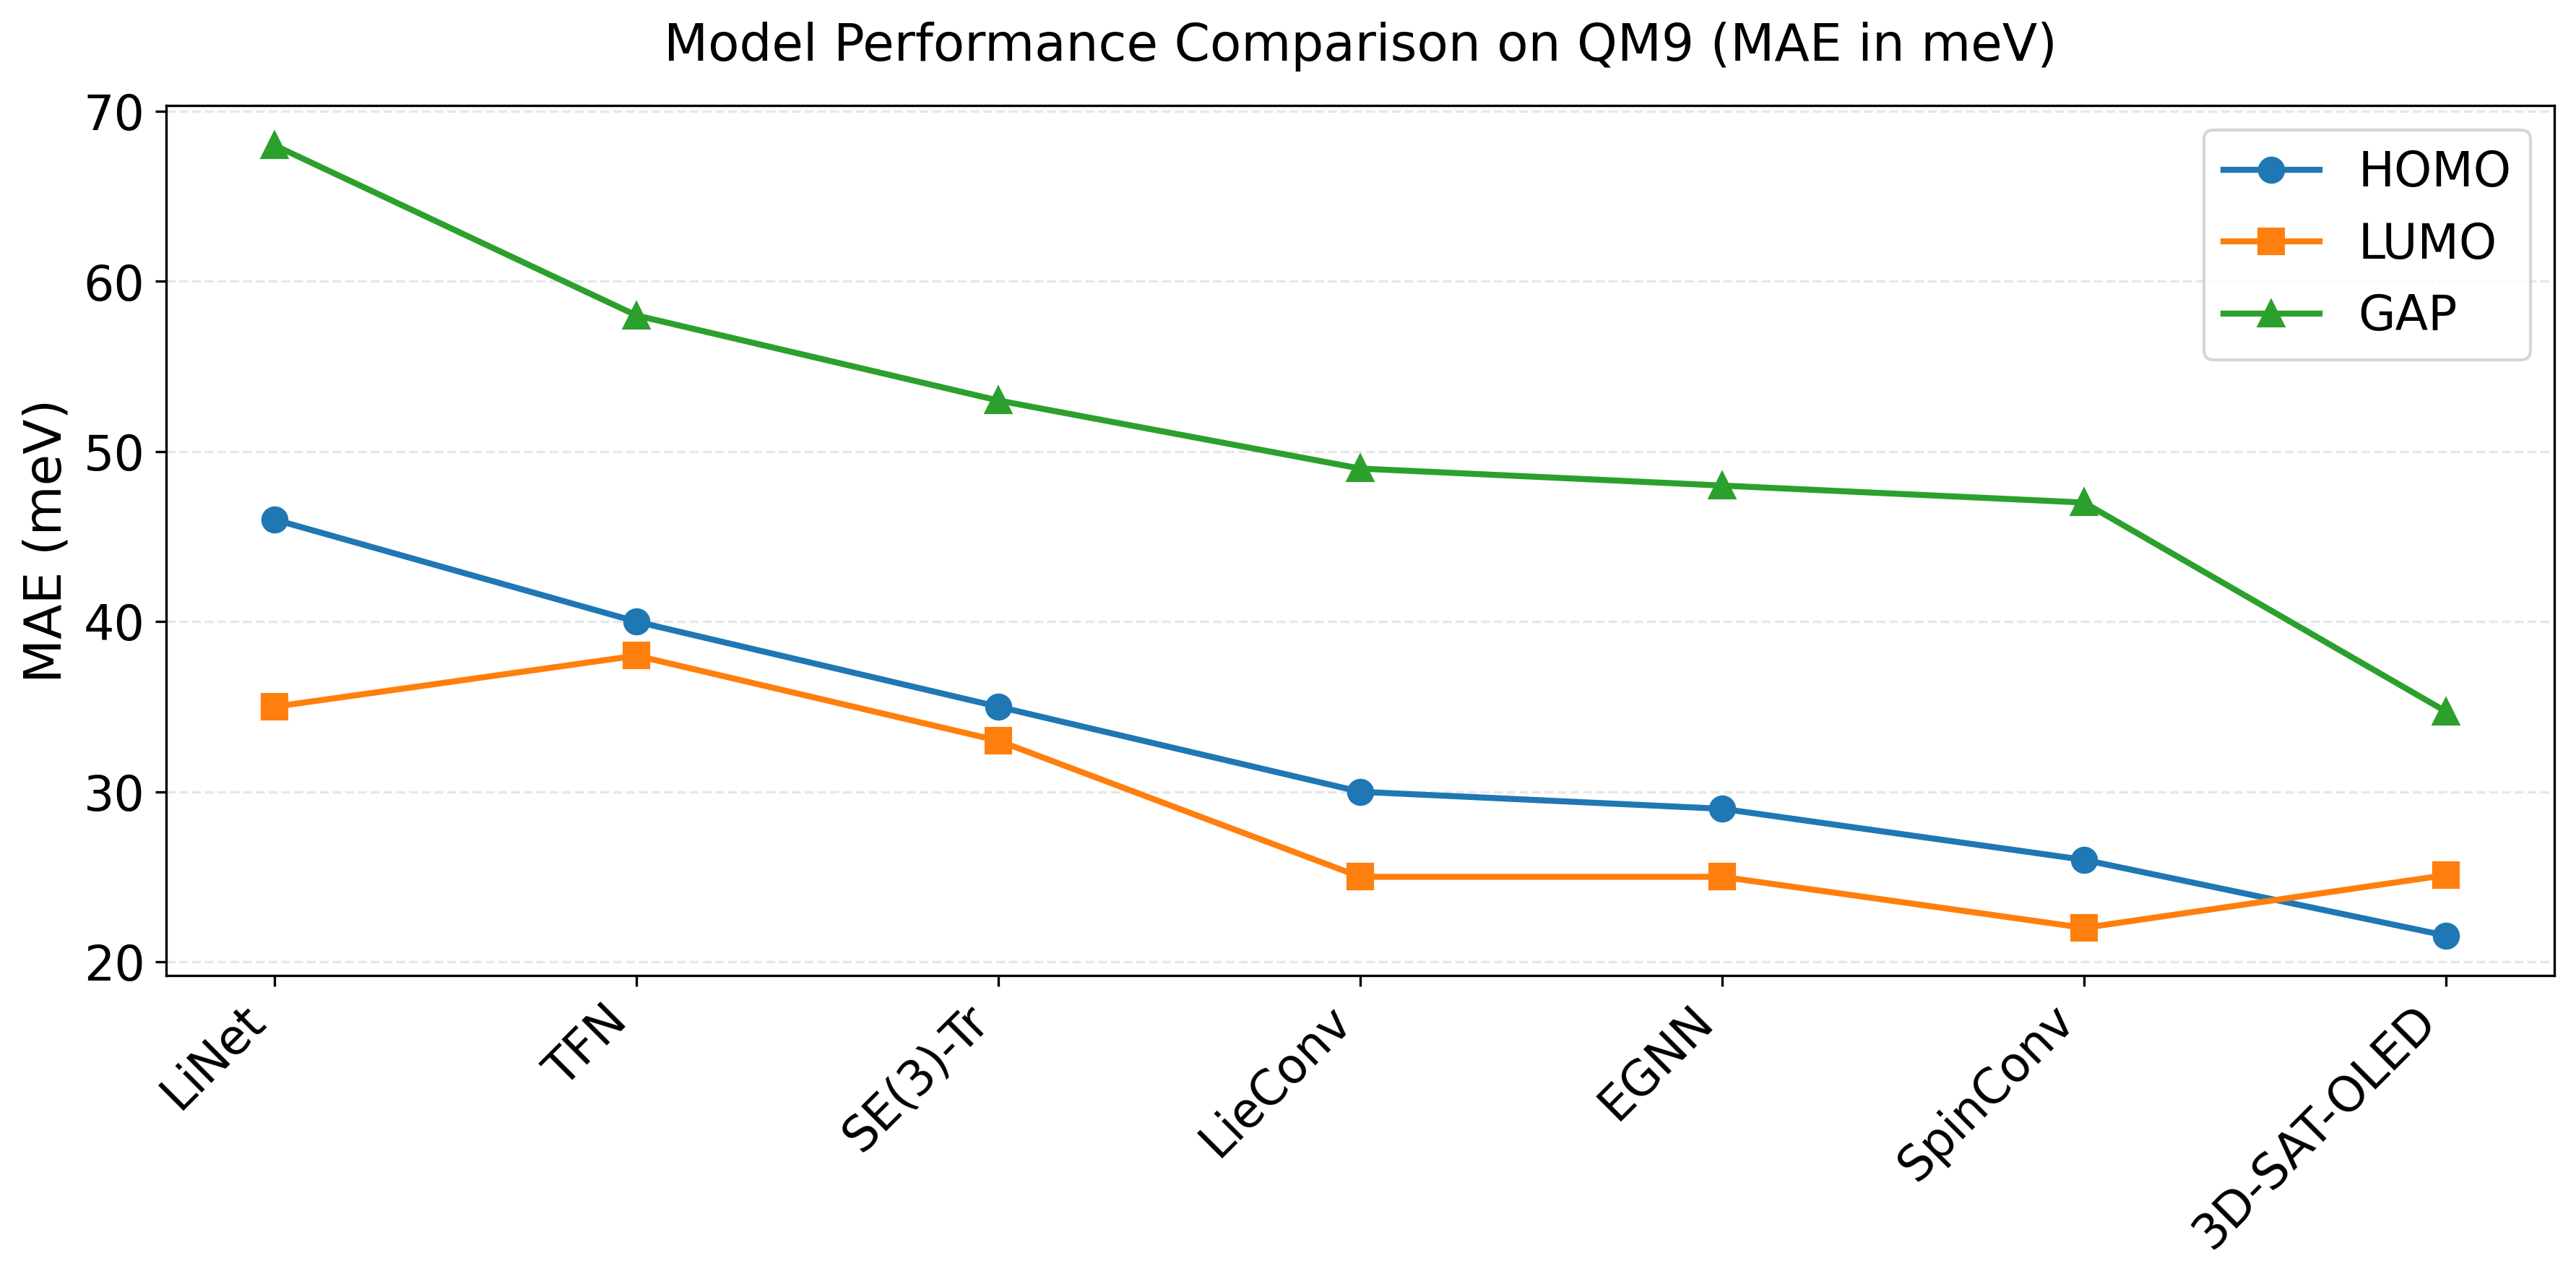 Model Performance Comparison on QM9 (MAE in meV)
MAE (meV)
70
60
50
40
30
20
HOMO
LUMO
GAP
LiNet
TFN
SE(3)-Tr
LieConv
EGNN
SpinConv
3D-SAT-OLED